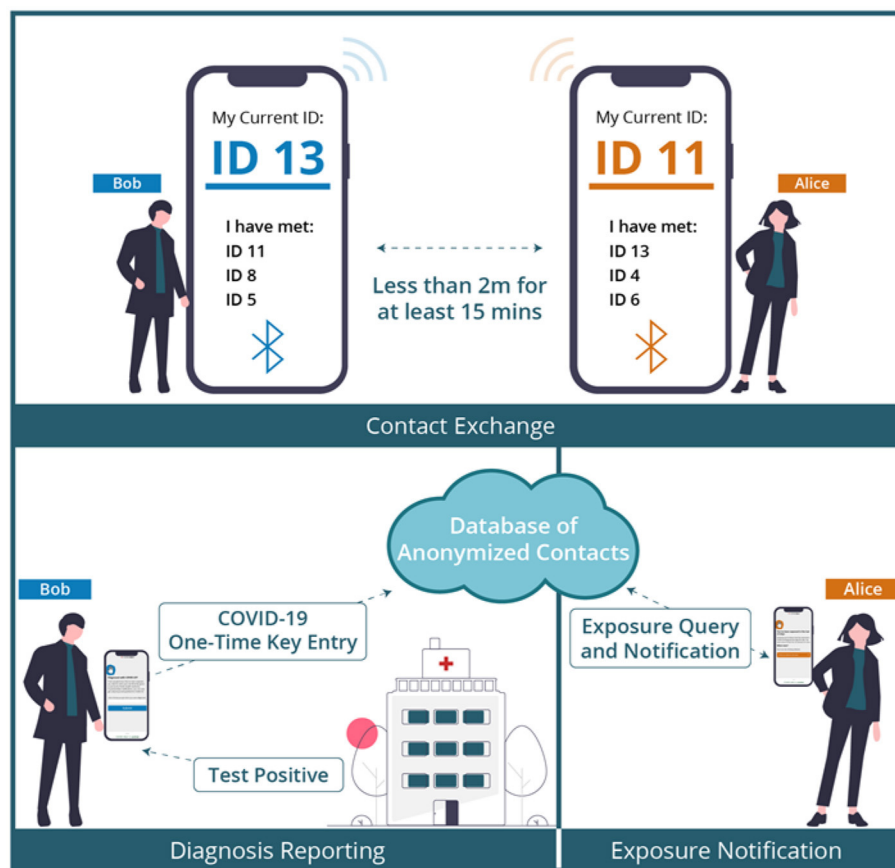 My Current ID:
ID 13
Bob
I have met:
ID 11
ID 8
ID 5
My Current ID:
ID 11
Alice
I have met:
ID 13
ID 4
ID 6
Less than 2m for
at least 15 mins
Contact Exchange
Database of
Anonymized Contacts
Bob
COVID-19
One-Time Key Entry
Test Positive
Alice
Exposure Query
and Notification
Diagnosis Reporting
Exposure Notification